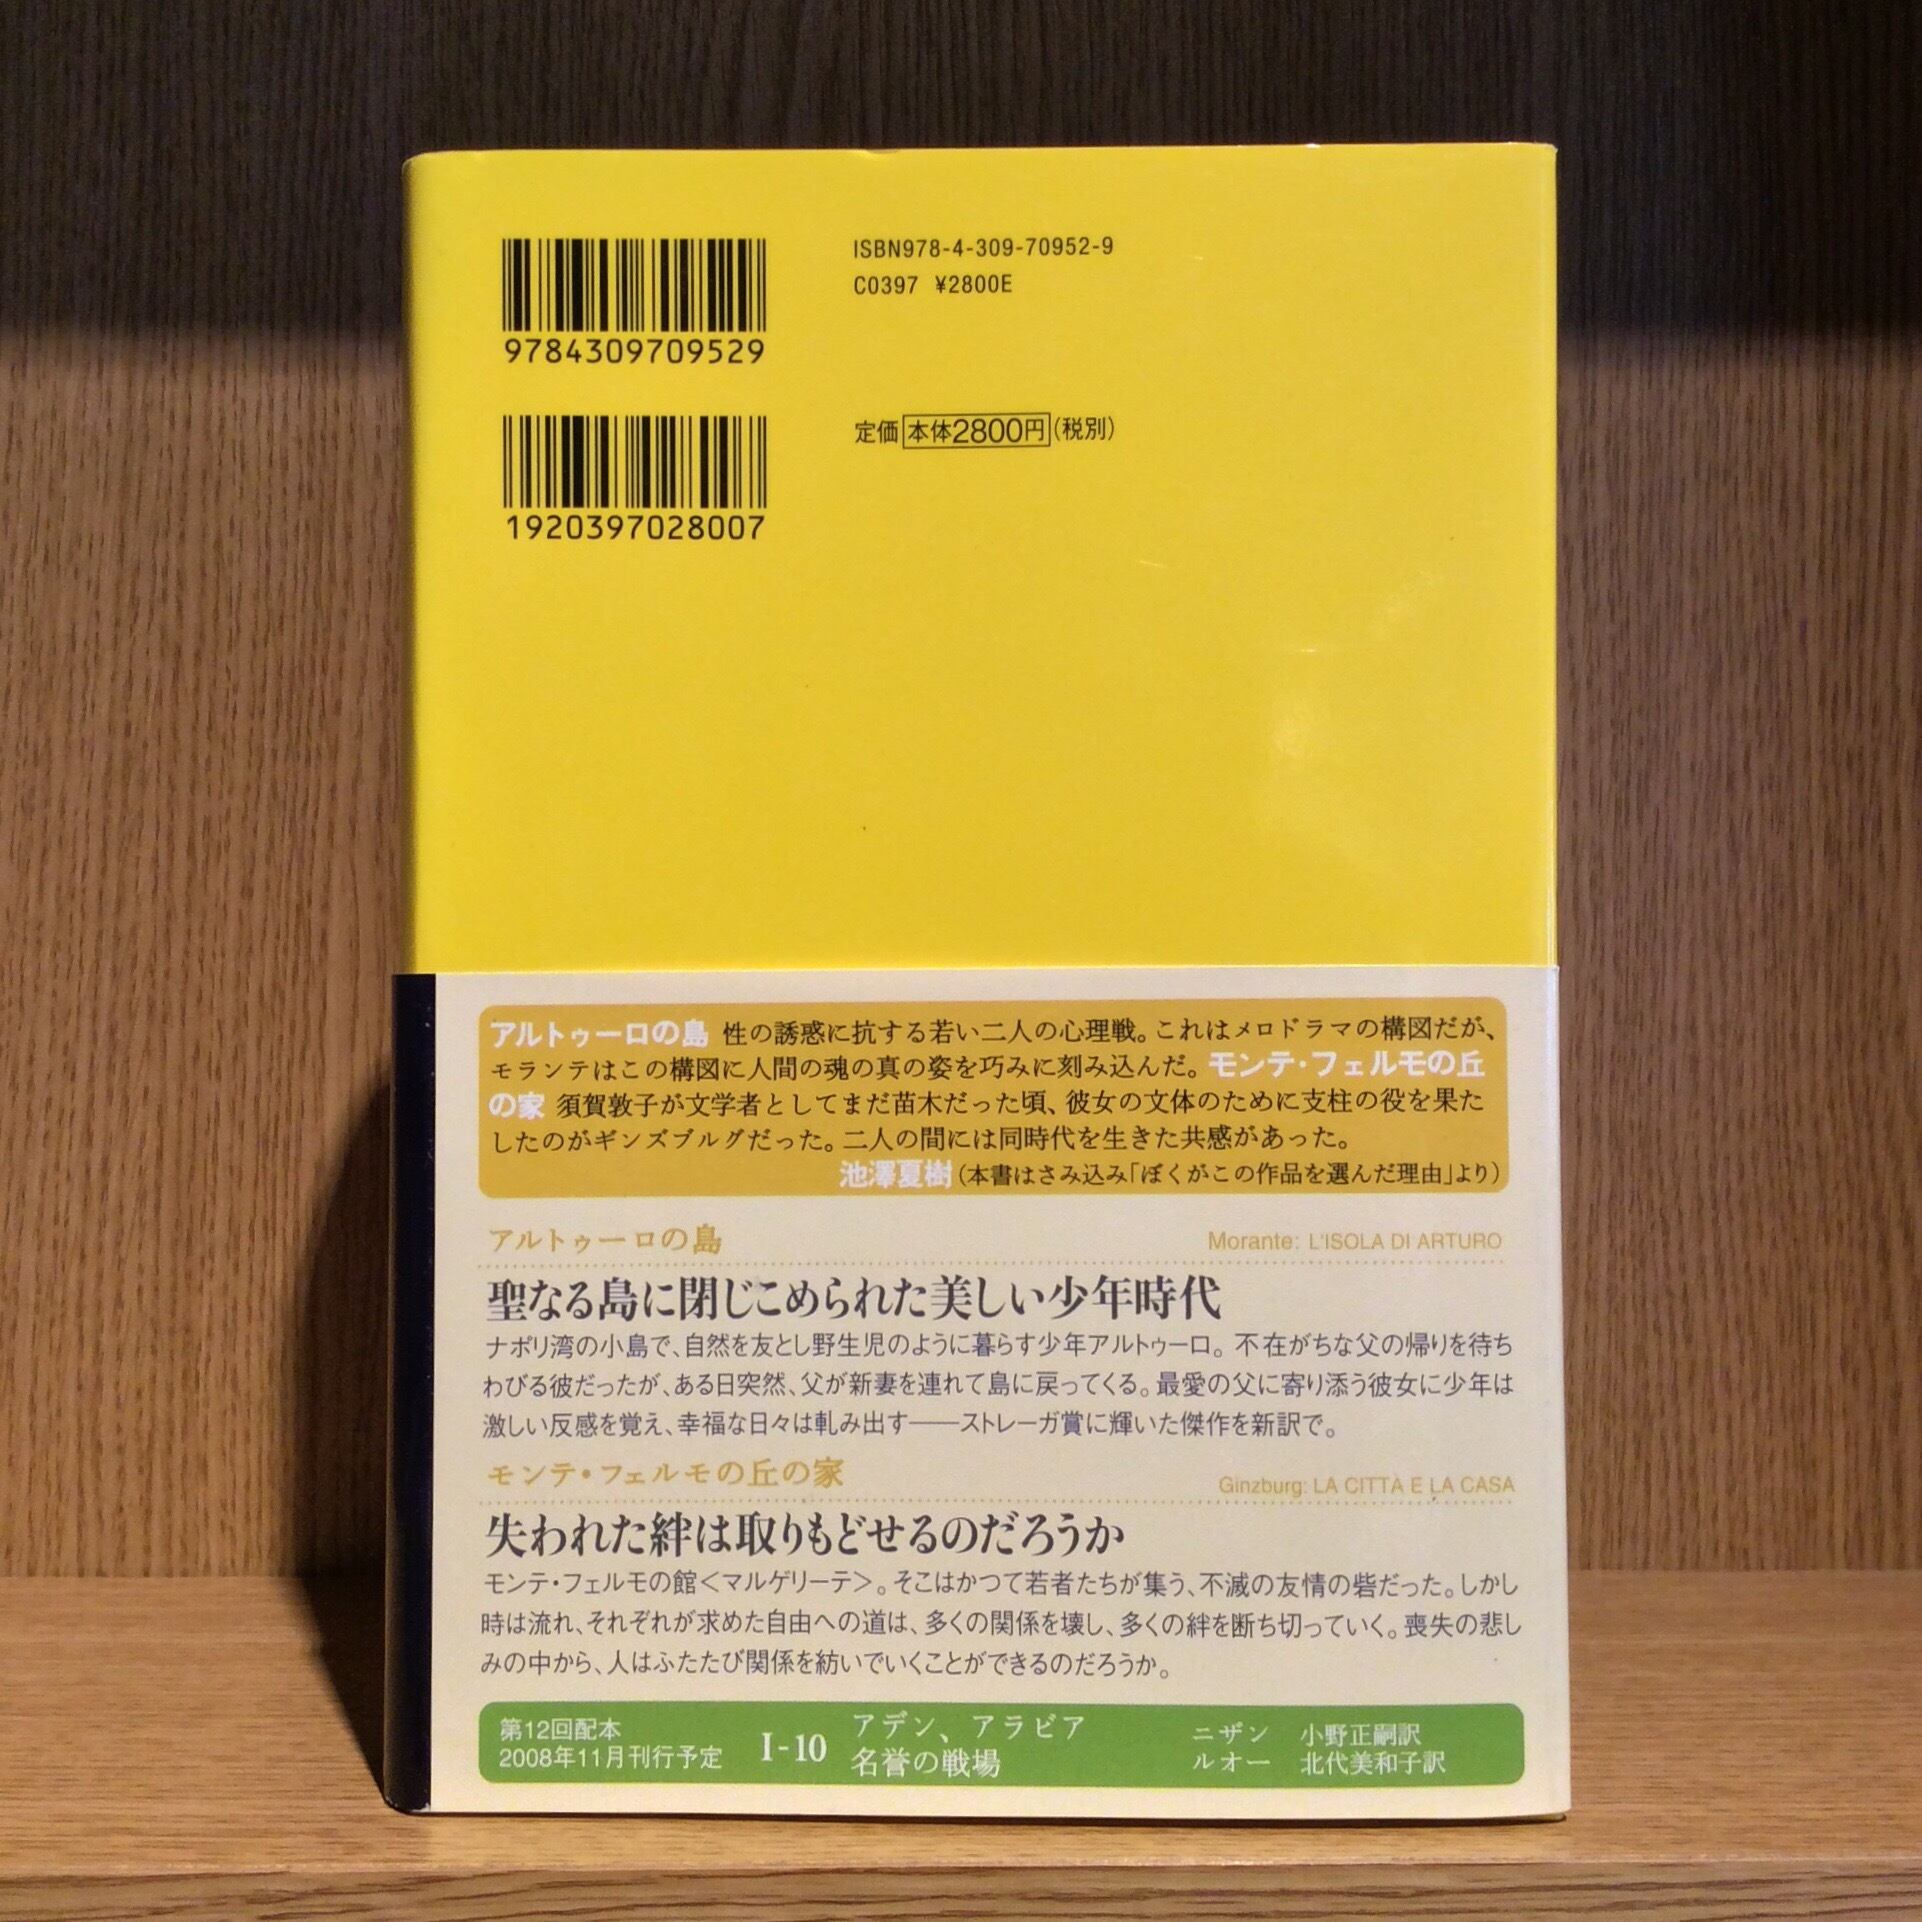 9784309709529
ISBN978-4-309-70952-9
C0397 ¥2800E
1920397028007
定価 本体2800円(税別)
アルトゥーロの島 性の誘惑に抗する若い二人の心理戦。これはメロドラマの構図だが、
モランテはこの構図に人間の魂の真の姿を巧みに刻み込んだ。モンテ・フェルモの丘
の家 須賀敦子が文学者としてまだ苗木だった頃、彼女の文体のために支柱の役を果た
したのがギンズブルグだった。二人の間には同時代を生きた共感があった。
池澤夏樹(本書はさみ込み「ぼくがこの作品を選んだ理由」より)
アルトゥーロの島 Morante: L'ISOLA DI ARTURO
聖なる島に閉じこめられた美しい少年時代
ナポリ湾の小島で、自然を友とし野生児のように暮らす少年アルトゥーロ。不在がちな父の帰りを待ち
わびる彼だったが、ある日突然、父が新妻を連れて島に戻ってくる。最愛の父に寄り添う彼女に少年は
激しい反感を覚え、幸福な日々は軋み出す──ストレーガ賞に輝いた傑作を新訳で。
モンテ・フェルモの丘の家 Ginzburg: LA CITTÀ E LA CASA
失われた絆は取りもどせるのだろうか
モンテ・フェルモの館<マルゲリーテ>。そこはかつて若者たちが集う、不滅の友情の砦だった。しかし
時は流れ、それぞれが求めた自由への道は、多くの関係を壊し、多くの絆を断ち切っていく。喪失の悲し
みの中から、人はふたたび関係を紡いでいくことができるのだろうか。
第12回配本
2008年11月刊行予定
I-10
アデン、アラビア ニザン 小野正嗣訳
名誉の戦場 ルオー 北代美和子訳